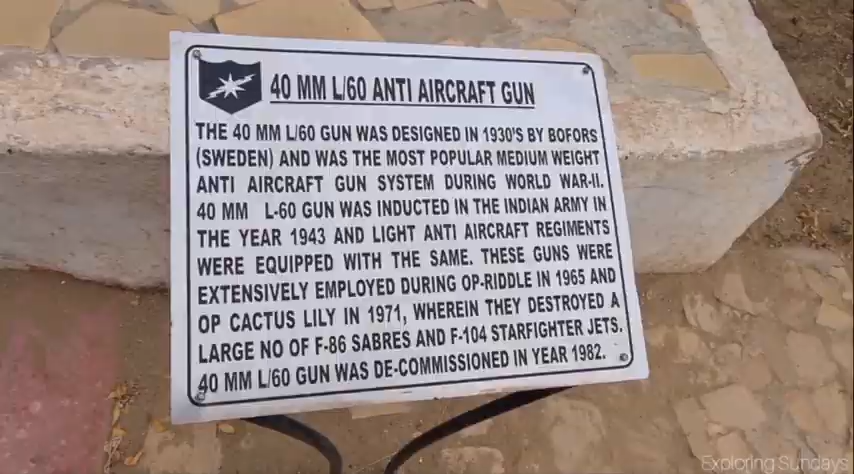 40 MM L/60 ANTI AIRCRAFT GUN
THE 40 MM L/60 GUN WAS DESIGNED IN 1930'S BY BOFORS
(SWEDEN) AND WAS THE MOST POPULAR MEDIUM WEIGHT
ANTI AIRCRAFT GUN SYSTEM DURING WORLD WAR-II.
40 MM L-60 GUN WAS INDUCTED IN THE INDIAN ARMY IN
THE YEAR 1943 AND LIGHT ANTI AIRCRAFT REGIMENTS
WERE EQUIPPED WITH THE SAME. THESE GUNS WERE
EXTENSIVELY EMPLOYED DURING OP-RIDDLE IN 1965 AND
OP CACTUS LILY IN 1971, WHEREIN THEY DESTROYED A
LARGE NO OF F-86 SABRES AND F-104 STARFIGHTER JETS.
40 MM L/60 GUN WAS DE-COMMISSIONED IN YEAR 1982.
Exploring Sundays